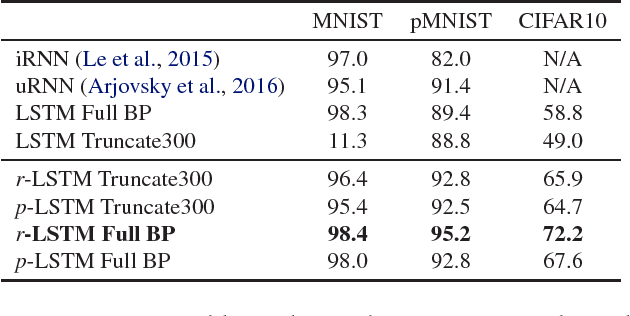 MNIST pMNIST CIFAR10
iRNN (Le et al., 2015) 97.0 82.0 N/A
uRNN (Arjovsky et al., 2016) 95.1 91.4 N/A
LSTM Full BP 98.3 89.4 58.8
LSTM Truncate300 11.3 88.8 49.0
r-LSTM Truncate300 96.4 92.8 65.9
p-LSTM Truncate300 95.4 92.5 64.7
r-LSTM Full BP 98.4 95.2 72.2
p-LSTM Full BP 98.0 92.8 67.6